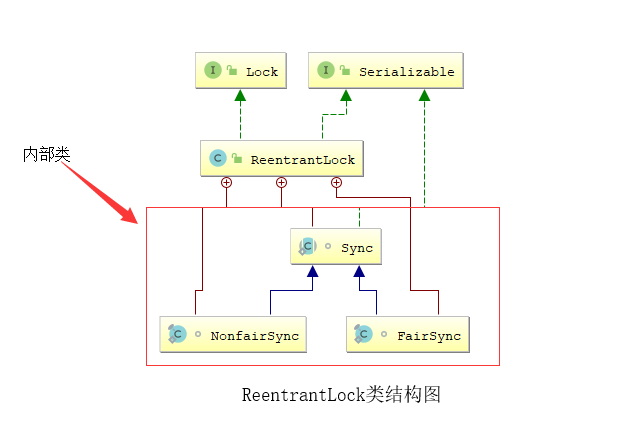 I Lock
I Serializable
内部类
C ReentrantLock
C Sync
C NonfairSync
C FairSync
ReentrantLock类结构图